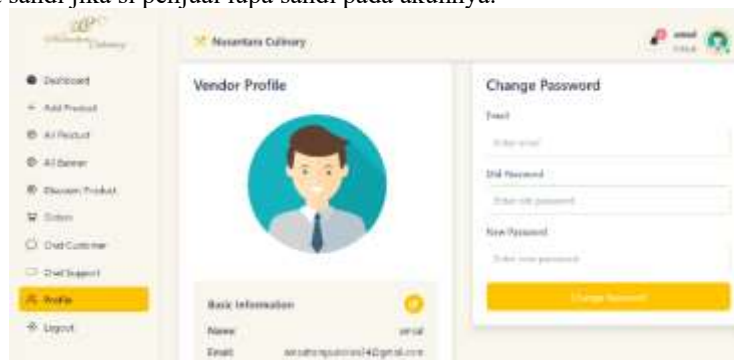 sandi jika si penjual lupa sandi pada akunnya.
Nusantara Culinary
Dashboard
Add Product
All Product
All Banner
Discount Product
Orders
Chat Customer
Chat Support
Profile
Logout
Vendor Profile
Basic Information
Name
Email
Change Password
Email
Enter email
Old Password
Enter old password
New Password
Enter new password
Change Password